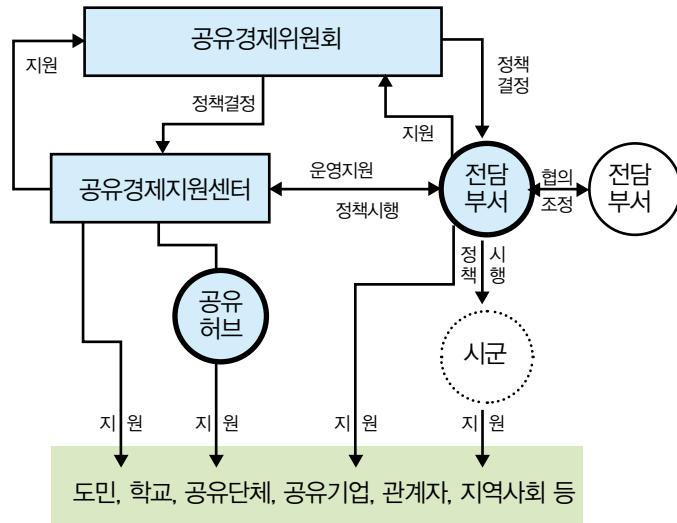 공유경제위원회
지원
정책
결정
정책결정
지원
공유경제지원센터
운영지원
정책시행
전담
부서
협의
조정
전담
부서
정책
시행
공유
허브
시군
지원
지원
지원
지원
도민, 학교, 공유단체, 공유기업, 관계자, 지역사회 등